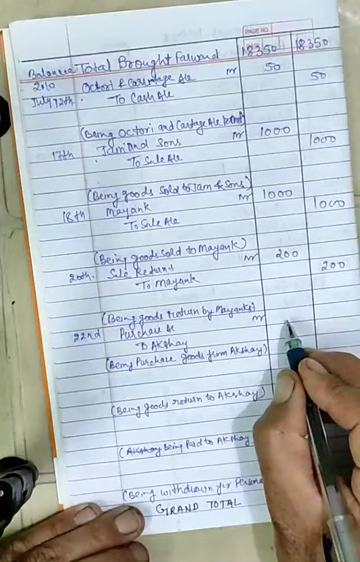 PAGE NO.
Balance Total Brought Forward 18350 18350
2010 Octori & Cartage A/c Dr 50
July 12th To Cash A/c 50
(Being Octori and Cartage A/c
17th Jam And Sons Dr 1000
To Sale A/c 1000
(Being goods Sold to Jam & Sons)
18th Mayank Dr 1000
To Sale A/c 1000
(Being goods Sold to Mayank)
20th Sale Return Dr 200
To Mayank 200
(Being goods return by Mayank)
22nd Purchase Dr
To Akshay
(Being Purchase goods from Akshay)
(Being goods return to Akshay)
Being Paid to Akshay
(Being withdrawn for Persona
GRAND TOTAL